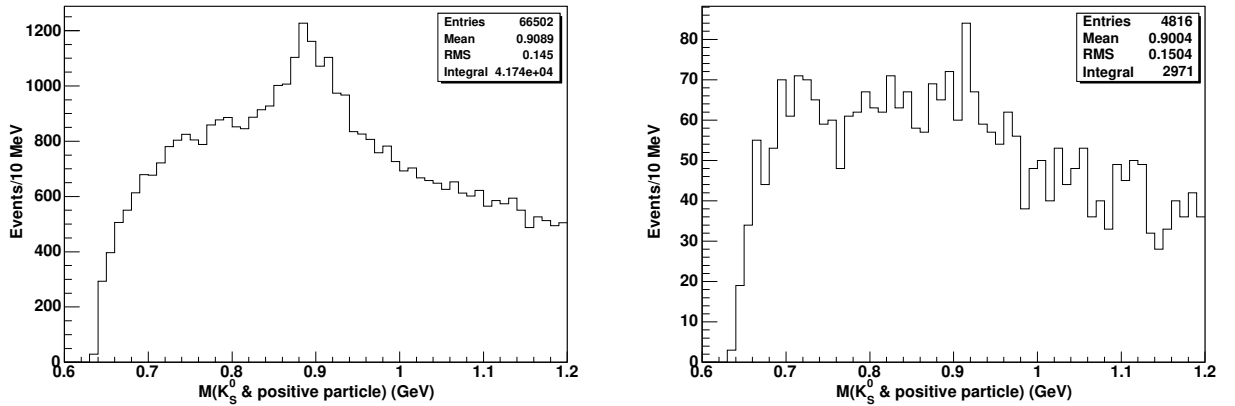 Entries 66502
Mean 0.9089
RMS 0.145
Integral 4.174e+04
Events/10 MeV
1200
1000
800
600
400
200
0
0.6 0.7 0.8 0.9 1 1.1 1.2
M(K⁰_S & positive particle) (GeV)
Entries 4816
Mean 0.9004
RMS 0.1504
Integral 2971
Events/10 MeV
80
70
60
50
40
30
20
10
0
0.6 0.7 0.8 0.9 1 1.1 1.2
M(K⁰_S & positive particle) (GeV)